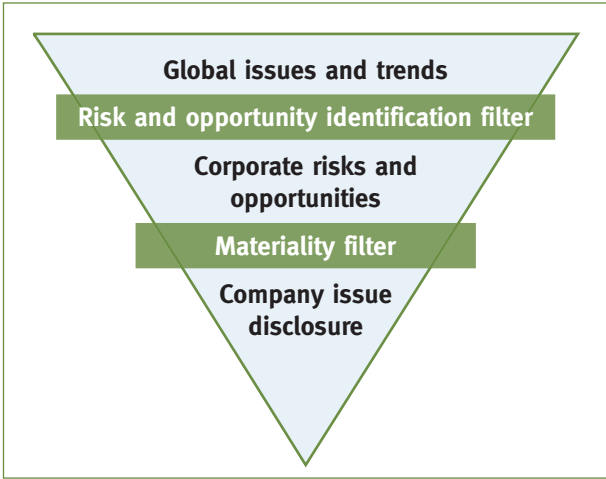 Global issues and trends
Risk and opportunity identification filter
Corporate risks and
opportunities
Materiality filter
Company issue
disclosure